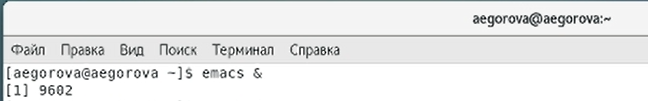 aegorova@aegorova:~
Файл Правка Вид Поиск Терминал Справка
[aegorova@aegorova ~]$ emacs &
[1] 9602